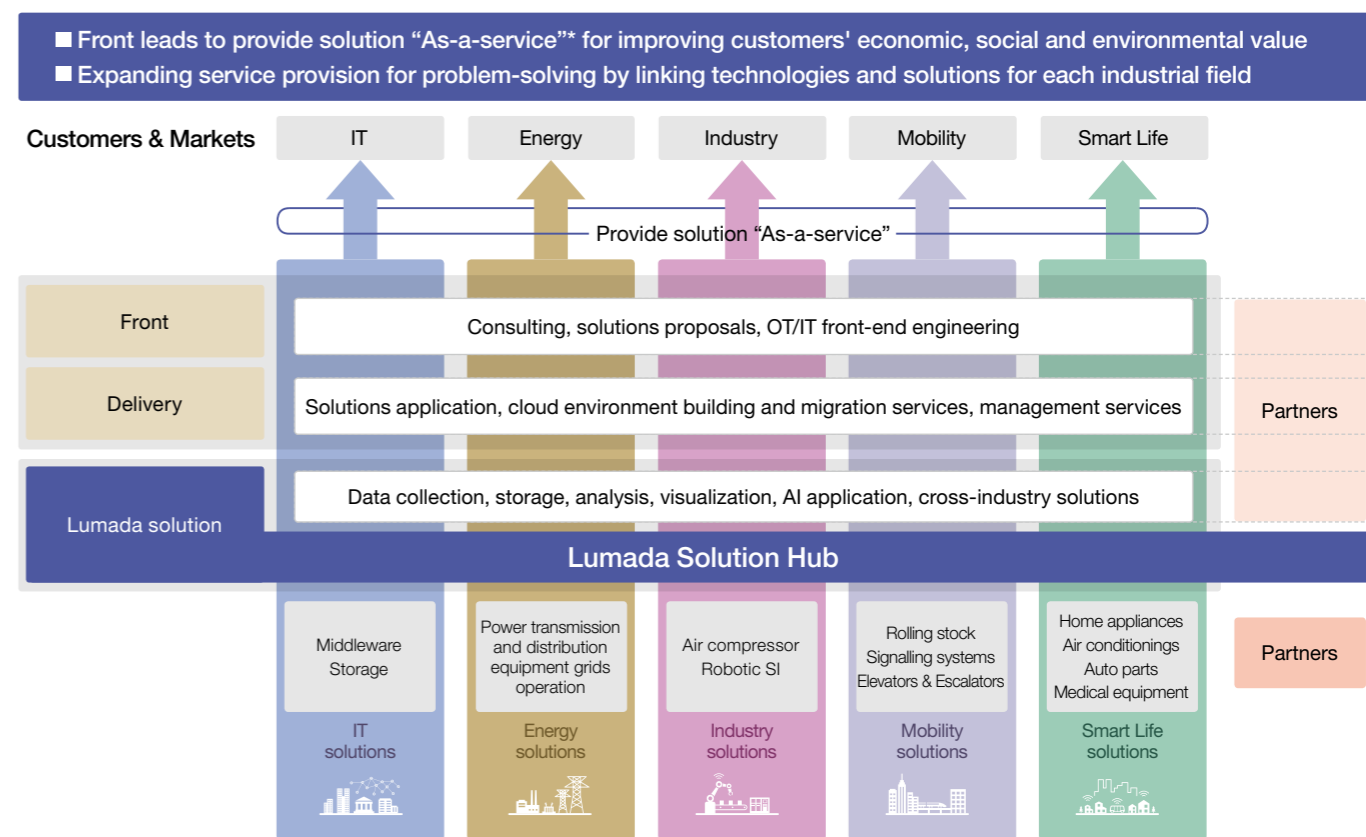 ■ Front leads to provide solution “As-a-service”* for improving customers' economic, social and environmental value
■ Expanding service provision for problem-solving by linking technologies and solutions for each industrial field
Customers & Markets
IT
Energy
Industry
Mobility
Smart Life
Provide solution “As-a-service”
Front
Consulting, solutions proposals, OT/IT front-end engineering
Delivery
Solutions application, cloud environment building and migration services, management services
Partners
Lumada solution
Data collection, storage, analysis, visualization, AI application, cross-industry solutions
Lumada Solution Hub
Middleware
Storage
Power transmission
and distribution
equipment grids
operation
Air compressor
Robotic SI
Rolling stock
Signalling systems
Elevators & Escalators
Home appliances
Air conditionings
Auto parts
Medical equipment
Partners
IT
solutions
Energy
solutions
Industry
solutions
Mobility
solutions
Smart Life
solutions